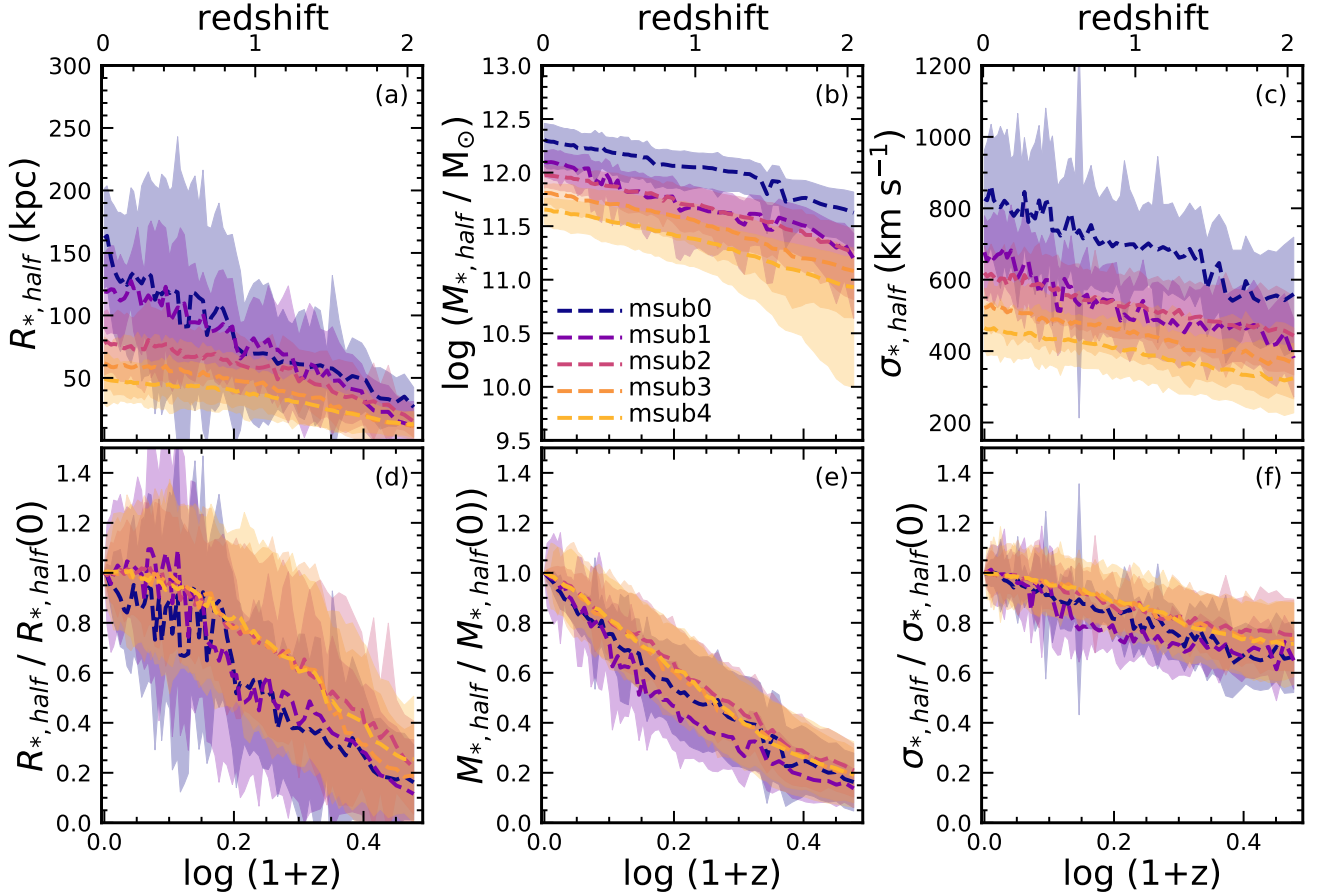 redshift redshift redshift
0 1 2 0 1 2 0 1 2
300 (a) 13.0 (b) 1200 (c)
250 12.5 1000
200 12.0 800
150 11.5 600
100 11.0 400
50 10.5 200
10.0
9.5
R*,half (kpc)
log (M*,half / M⊙)
σ*,half (km s⁻¹)
msub0
msub1
msub2
msub3
msub4
1.4 (d) 1.4 (e) 1.4 (f)
1.2 1.2 1.2
1.0 1.0 1.0
0.8 0.8 0.8
0.6 0.6 0.6
0.4 0.4 0.4
0.2 0.2 0.2
0.0 0.0 0.0
R*,half / R*,half(0)
M*,half / M*,half(0))
σ*,half / σ*,half(0)
0.0 0.2 0.4 0.0 0.2 0.4 0.0 0.2 0.4
log (1+z) log (1+z) log (1+z)